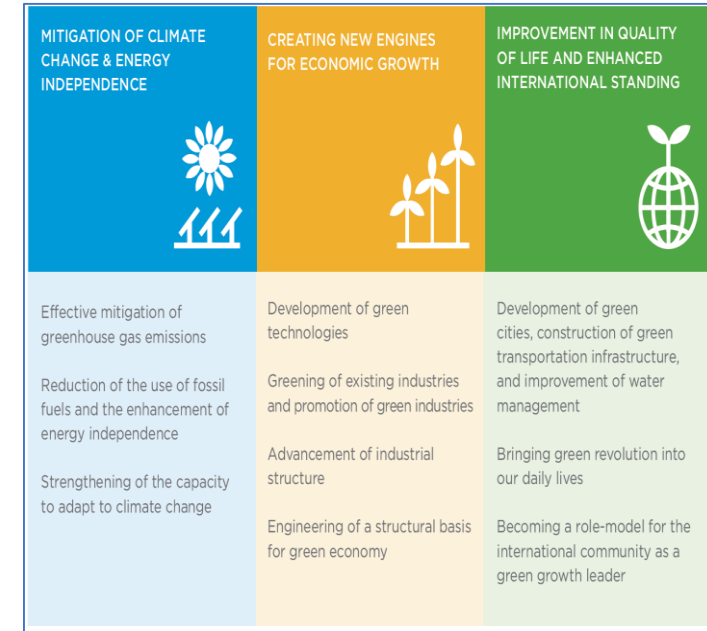 MITIGATION OF CLIMATE
CHANGE & ENERGY
INDEPENDENCE
Effective mitigation of
greenhouse gas emissions
Reduction of the use of fossil
fuels and the enhancement of
energy independence
Strengthening of the capacity
to adapt to climate change
CREATING NEW ENGINES
FOR ECONOMIC GROWTH
Development of green
technologies
Greening of existing industries
and promotion of green industries
Advancement of industrial
structure
Engineering of a structural basis
for green economy
IMPROVEMENT IN QUALITY
OF LIFE AND ENHANCED
INTERNATIONAL STANDING
Development of green
cities, construction of green
transportation infrastructure,
and improvement of water
management
Bringing green revolution into
our daily lives
Becoming a role-model for the
international community as a
green growth leader